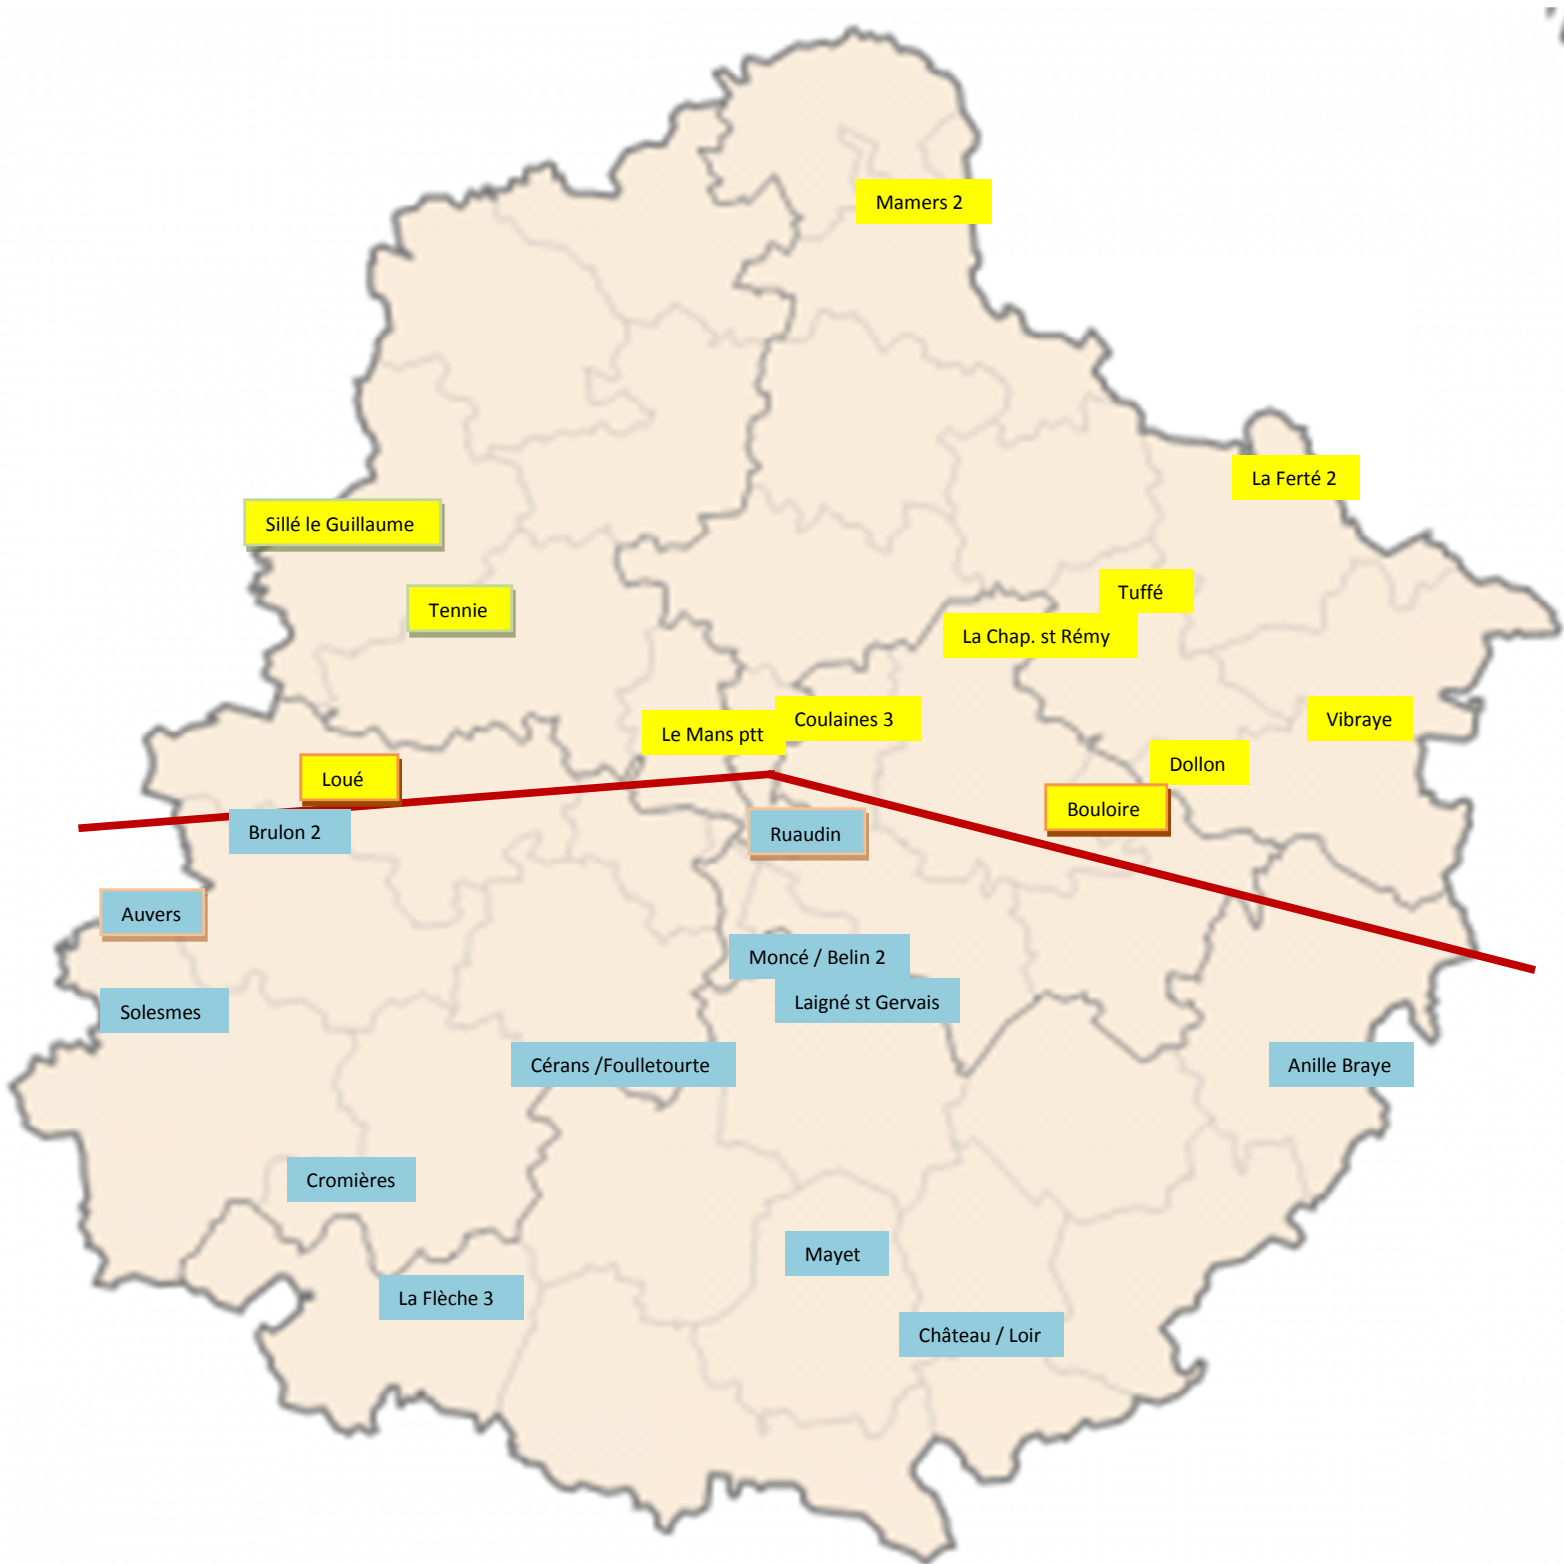 Mamers 2
La Ferté 2
Sillé le Guillaume
Tennie
Tuffé
La Chap. st Rémy
Coulaines 3
Vibraye
Le Mans ptt
Dollon
Loué
Bouloire
Brulon 2
Ruaudin
Auvers
Moncé / Belin 2
Laigné st Gervais
Solesmes
Cérans /Foulletourte
Anille Braye
Cromières
Mayet
La Flèche 3
Château / Loir